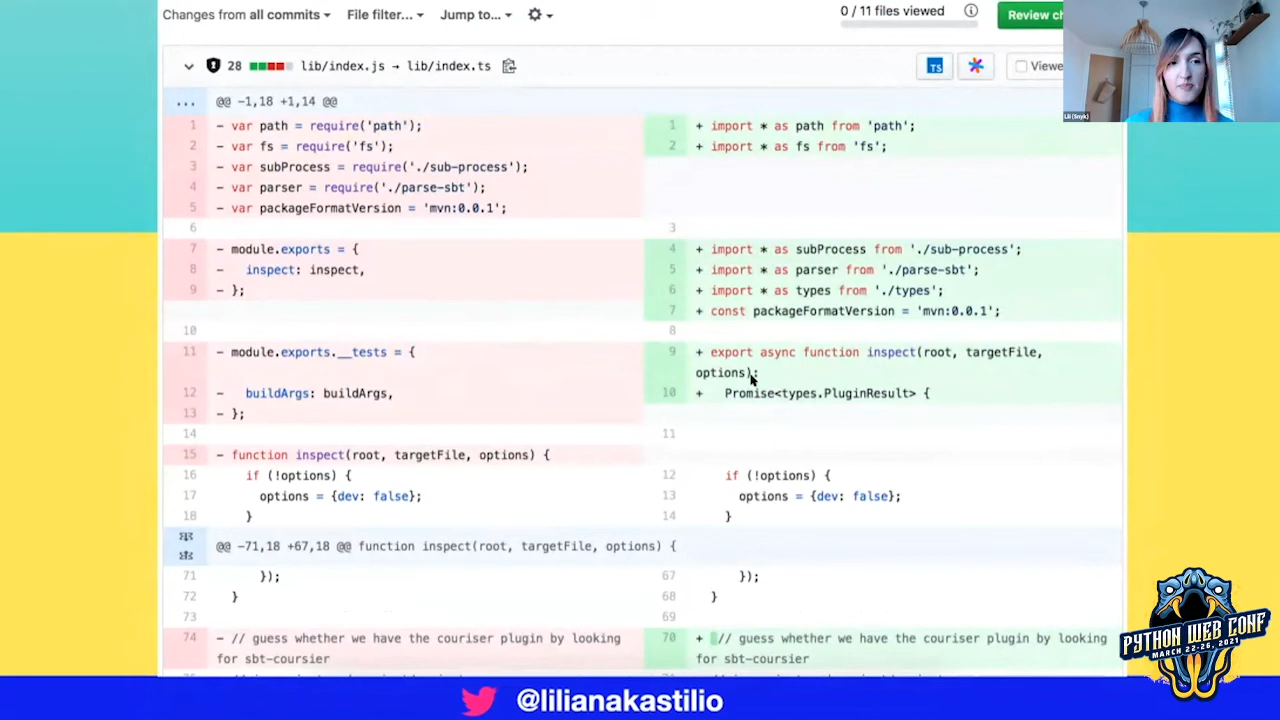 Changes from all commits File filter... Jump to... 0 / 11 files viewed Review ch
28 lib/index.js → lib/index.ts TS Viewe
Lili (Snyk)
... @@ -1,18 +1,14 @@
1 - var path = require('path'); 1 + import * as path from 'path';
2 - var fs = require('fs'); 2 + import * as fs from 'fs';
3 - var subProcess = require('./sub-process');
4 - var parser = require('./parse-sbt');
5 - var packageFormatVersion = 'mvn:0.0.1';
6 3
7 - module.exports = { 4 + import * as subProcess from './sub-process';
8 - inspect: inspect, 5 + import * as parser from './parse-sbt';
9 - }; 6 + import * as types from './types';
7 + const packageFormatVersion = 'mvn:0.0.1';
10 8
11 - module.exports.__tests = { 9 + export async function inspect(root, targetFile,
options):
12 - buildArgs: buildArgs, 10 + Promise<types.PluginResult> {
13 - };
14 11
15 - function inspect(root, targetFile, options) {
16 if (!options) { 12 if (!options) {
17 options = {dev: false}; 13 options = {dev: false};
18 } 14 }
@@ -71,18 +67,18 @@ function inspect(root, targetFile, options) {
71 }); 67 });
72 } 68 }
73 69
74 - // guess whether we have the couriser plugin by looking 70 + // guess whether we have the couriser plugin by looking
for sbt-coursier for sbt-coursier
PYTHON WEB CONF
MARCH 22-26, 2021
@lilianakastilio